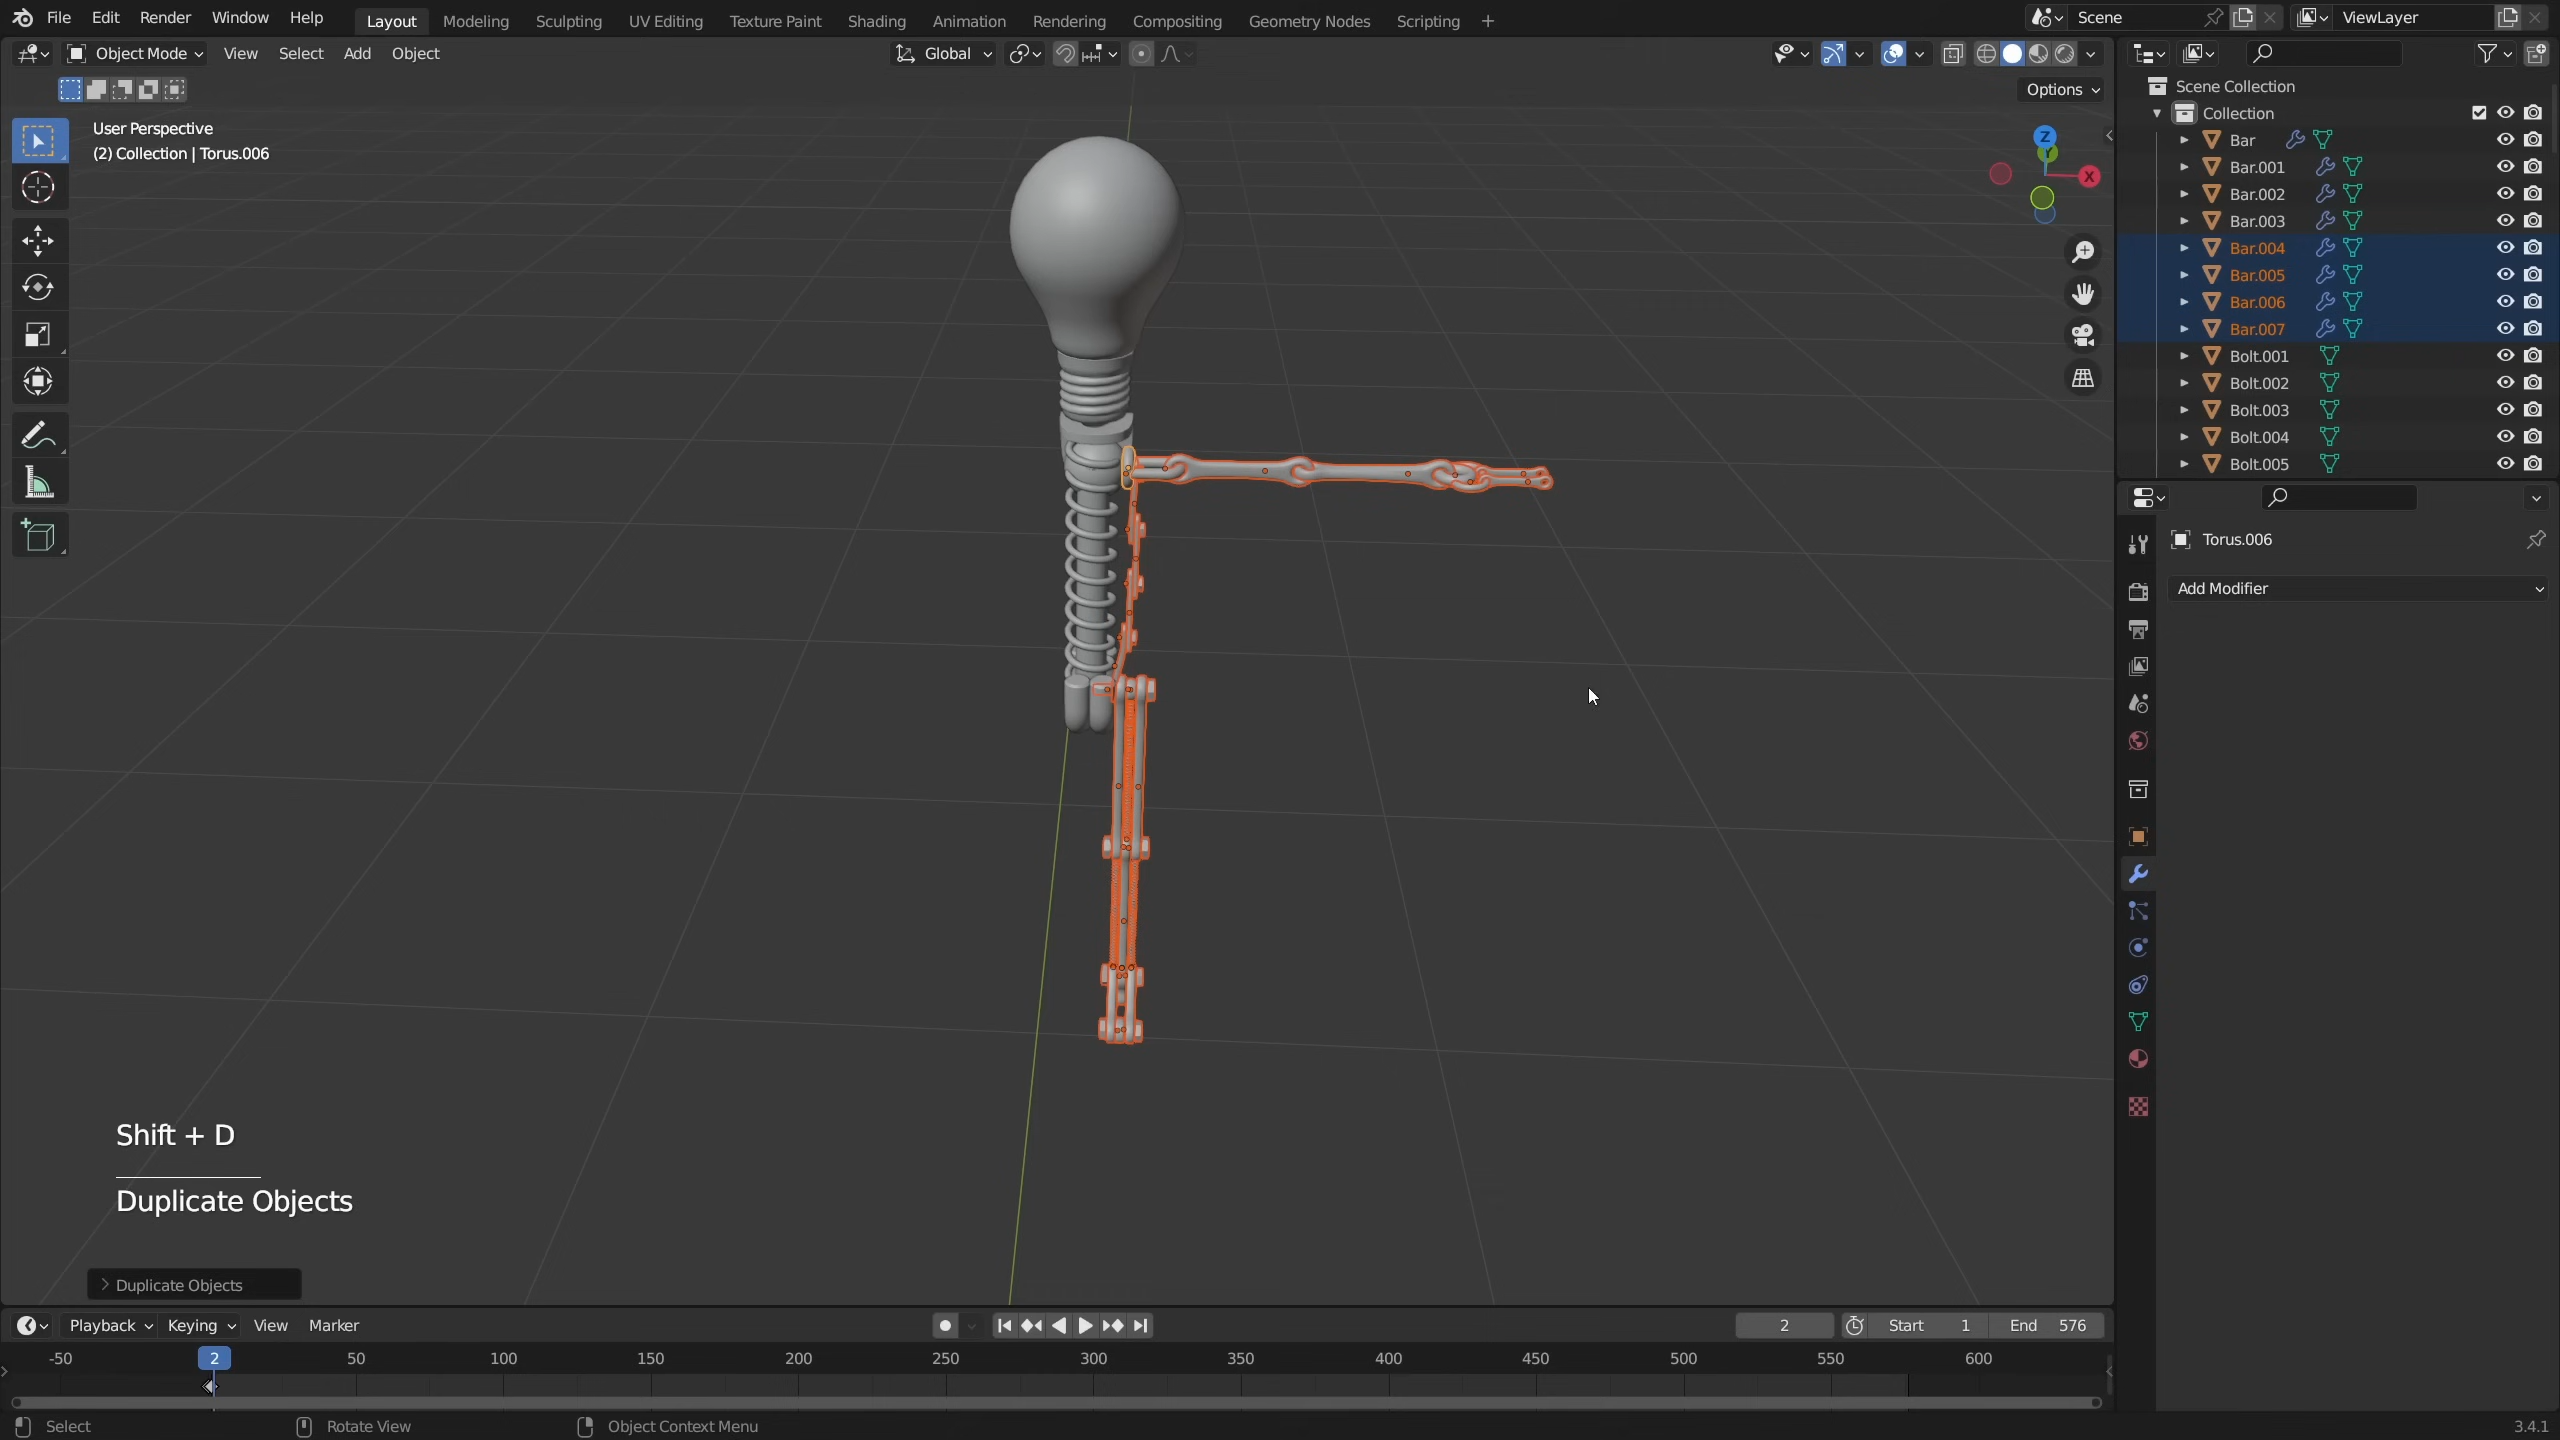 File Edit Render Window Help
Layout Modeling Sculpting UV Editing Texture Paint Shading Animation Rendering Compositing Geometry Nodes Scripting +
Scene
ViewLayer
Object Mode View Select Add Object
Global
Options
User Perspective
(2) Collection | Torus.006
Z
Y
X
Scene Collection
Collection
Bar
Bar.001
Bar.002
Bar.003
Bar.004
Bar.005
Bar.006
Bar.007
Bolt.001
Bolt.002
Bolt.003
Bolt.004
Bolt.005
Torus.006
Add Modifier
Shift + D
Duplicate Objects
Duplicate Objects
Playback Keying View Marker
2
Start 1
End 576
-50 2 50 100 150 200 250 300 350 400 450 500 550 600
Select
Rotate View
Object Context Menu
3.4.1